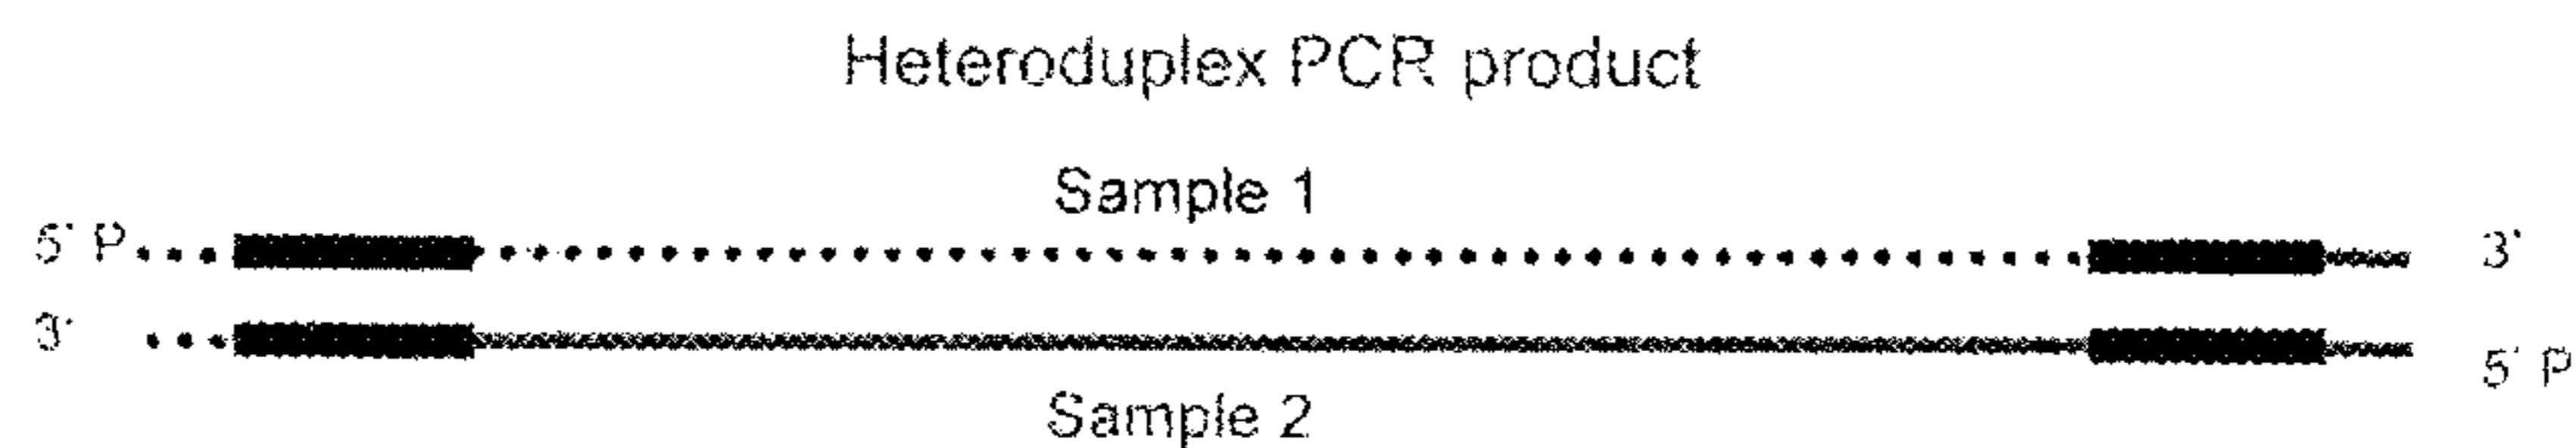 Heteroduplex PCR product
Sample 1
5' P 3'
3' 5' P
Sample 2